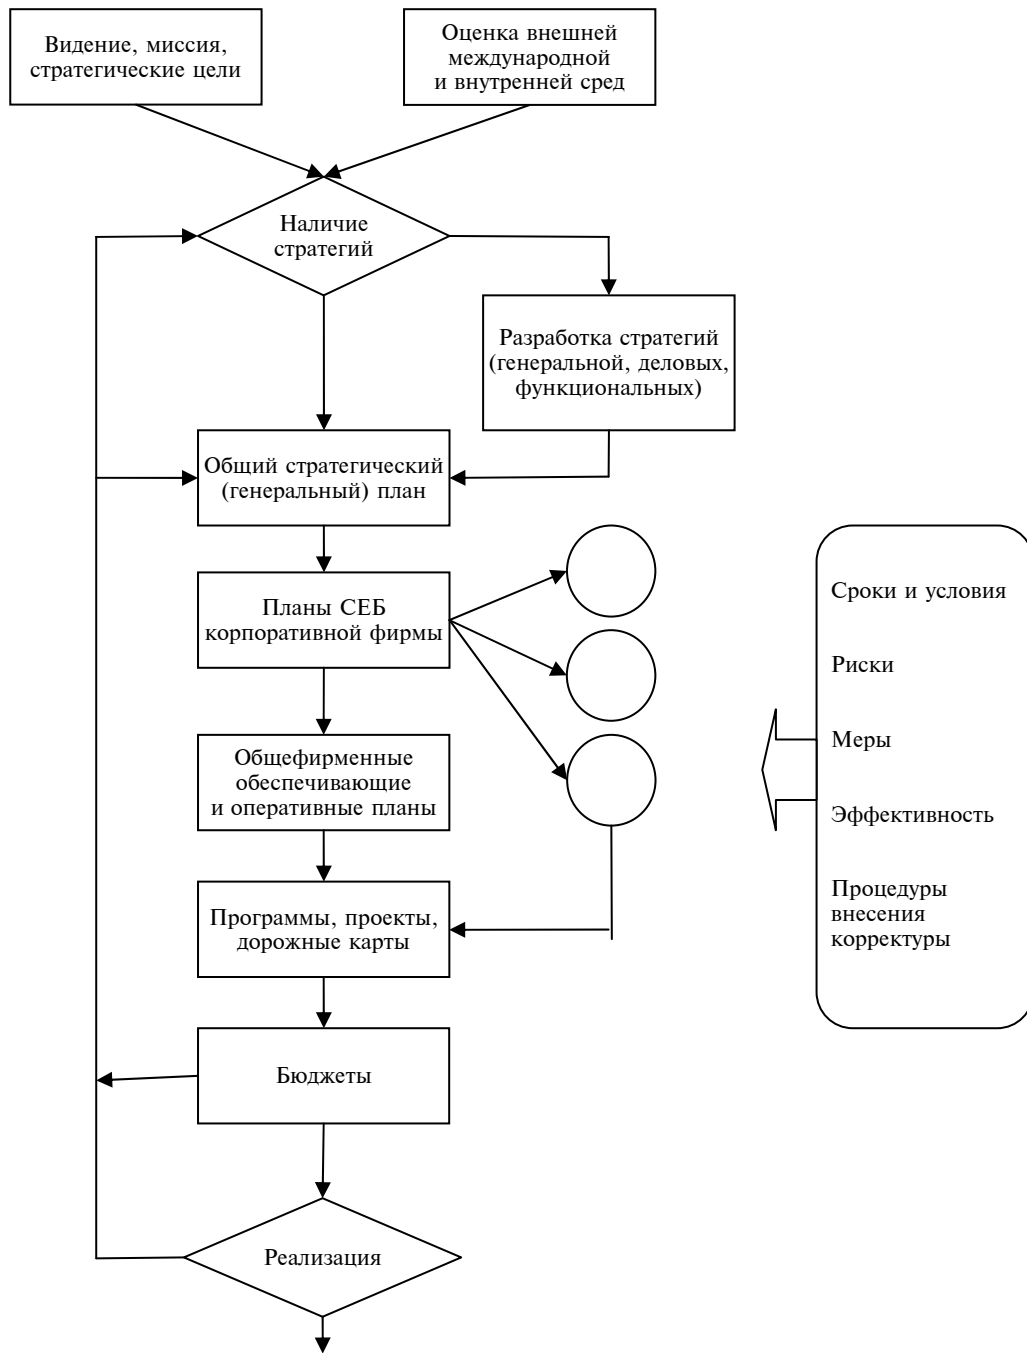 Видение, миссия,
стратегические цели
Оценка внешней
международной
и внутренней сред
Наличие
стратегий
Разработка стратегий
(генеральной, деловых,
функциональных)
Общий стратегический
(генеральный) план
Планы СЕБ
корпоративной фирмы
Общефирменные
обеспечивающие
и оперативные планы
Программы, проекты,
дорожные карты
Бюджеты
Реализация
Сроки и условия
Риски
Меры
Эффективность
Процедуры
внесения
корректуры